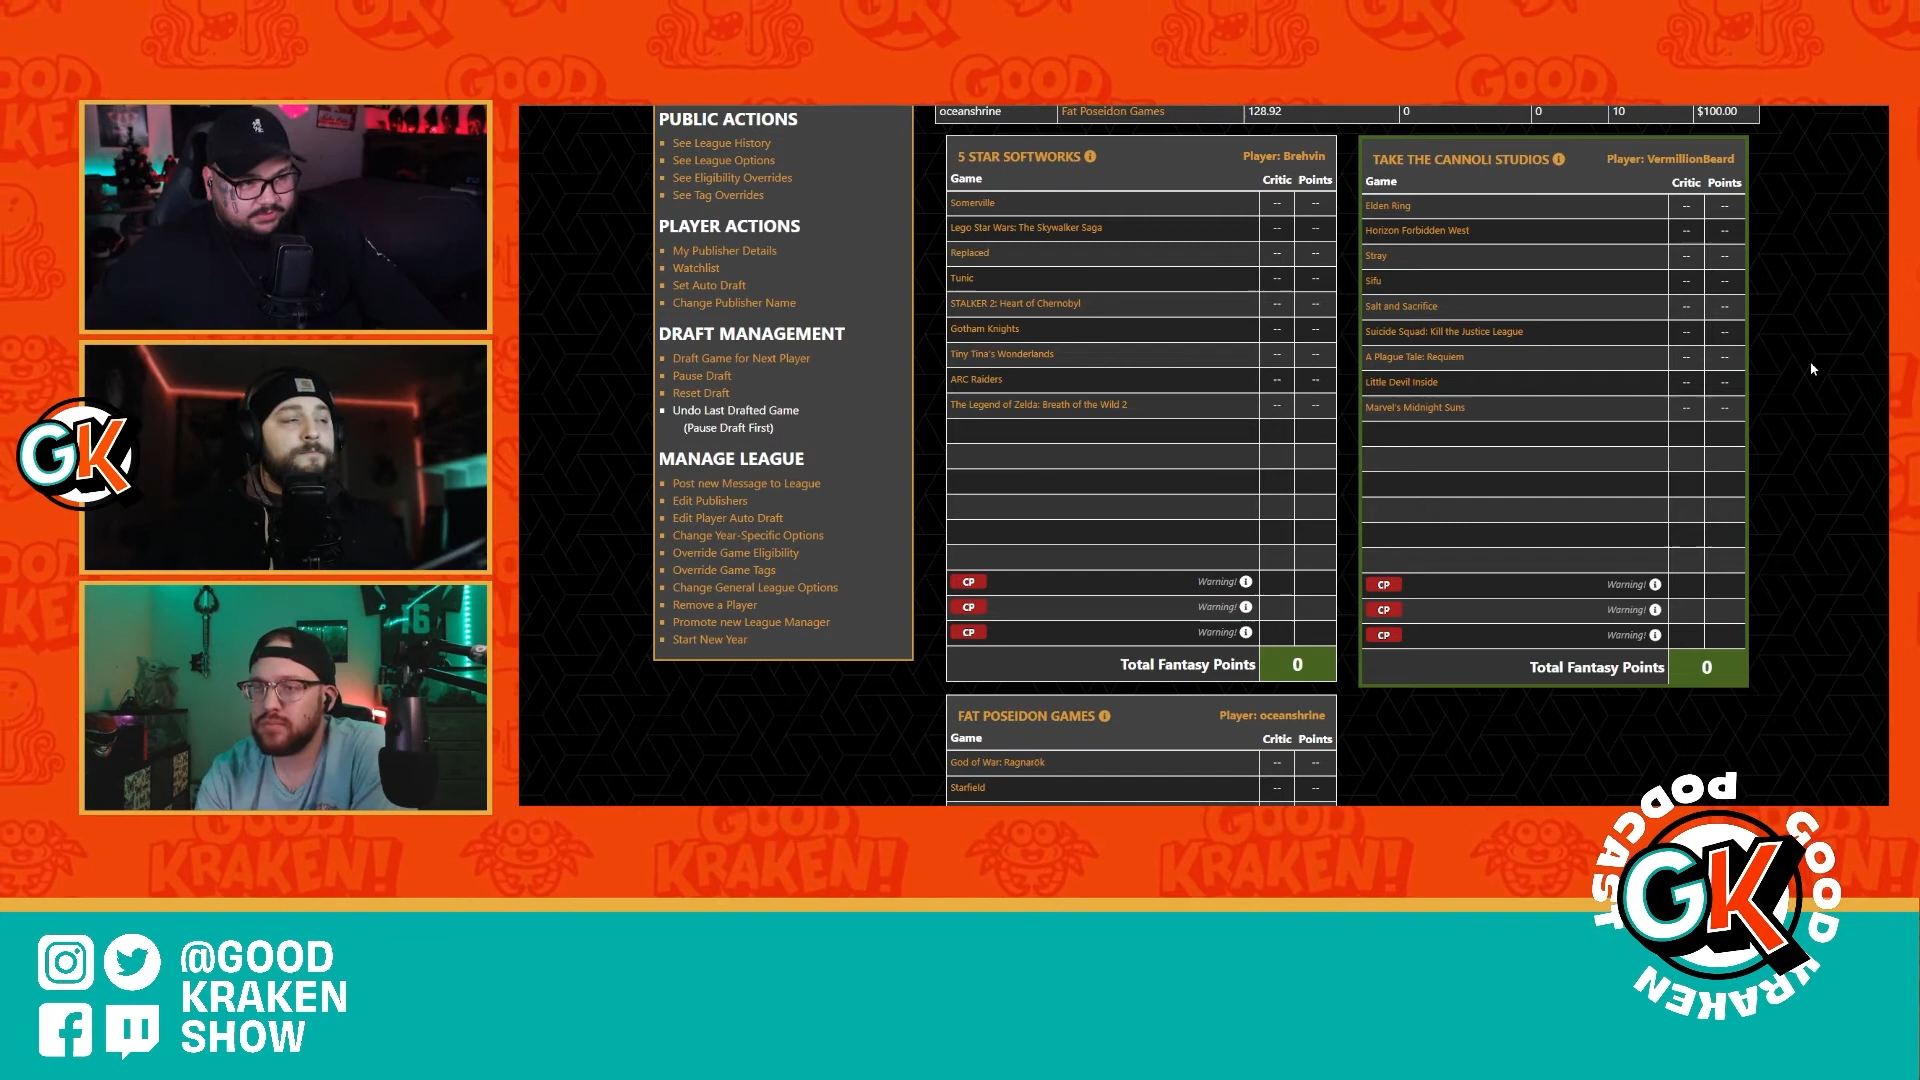 oceanshrine Fat Poseidon Games 128.92 0 0 10 $100.00
PUBLIC ACTIONS
See League History
See League Options
See Eligibility Overrides
See Tag Overrides
PLAYER ACTIONS
My Publisher Details
Watchlist
Set Auto Draft
Change Publisher Name
DRAFT MANAGEMENT
Draft Game for Next Player
Pause Draft
Reset Draft
Undo Last Drafted Game
(Pause Draft First)
MANAGE LEAGUE
Post new Message to League
Edit Publishers
Edit Player Auto Draft
Change Year-Specific Options
Override Game Eligibility
Override Game Tags
Change General League Options
Remove a Player
Promote new League Manager
Start New Year
5 STAR SOFTWORKS Player: Brehvin
Game Critic Points
Somerville -- --
Lego Star Wars: The Skywalker Saga -- --
Replaced -- --
Tunic -- --
STALKER 2: Heart of Chernobyl -- --
Gotham Knights -- --
Tiny Tina's Wonderlands -- --
ARC Raiders -- --
The Legend of Zelda: Breath of the Wild 2 -- --
CP Warning!
CP Warning!
CP Warning!
Total Fantasy Points 0
TAKE THE CANNOLI STUDIOS Player: VermillionBeard
Game Critic Points
Elden Ring -- --
Horizon Forbidden West -- --
Stray -- --
Sifu -- --
Salt and Sacrifice -- --
Suicide Squad: Kill the Justice League -- --
A Plague Tale: Requiem -- --
Little Devil Inside -- --
Marvel's Midnight Suns -- --
CP Warning!
CP Warning!
CP Warning!
Total Fantasy Points 0
FAT POSEIDON GAMES Player: oceanshrine
Game Critic Points
God of War: Ragnarök -- --
Starfield -- --
GK
16
GOOD
KRAKEN!
GOOD
KRAKEN!
GOOD
KRAKEN!
@GOOD
KRAKEN
SHOW
GOOD KRAKEN PODCAST
GK